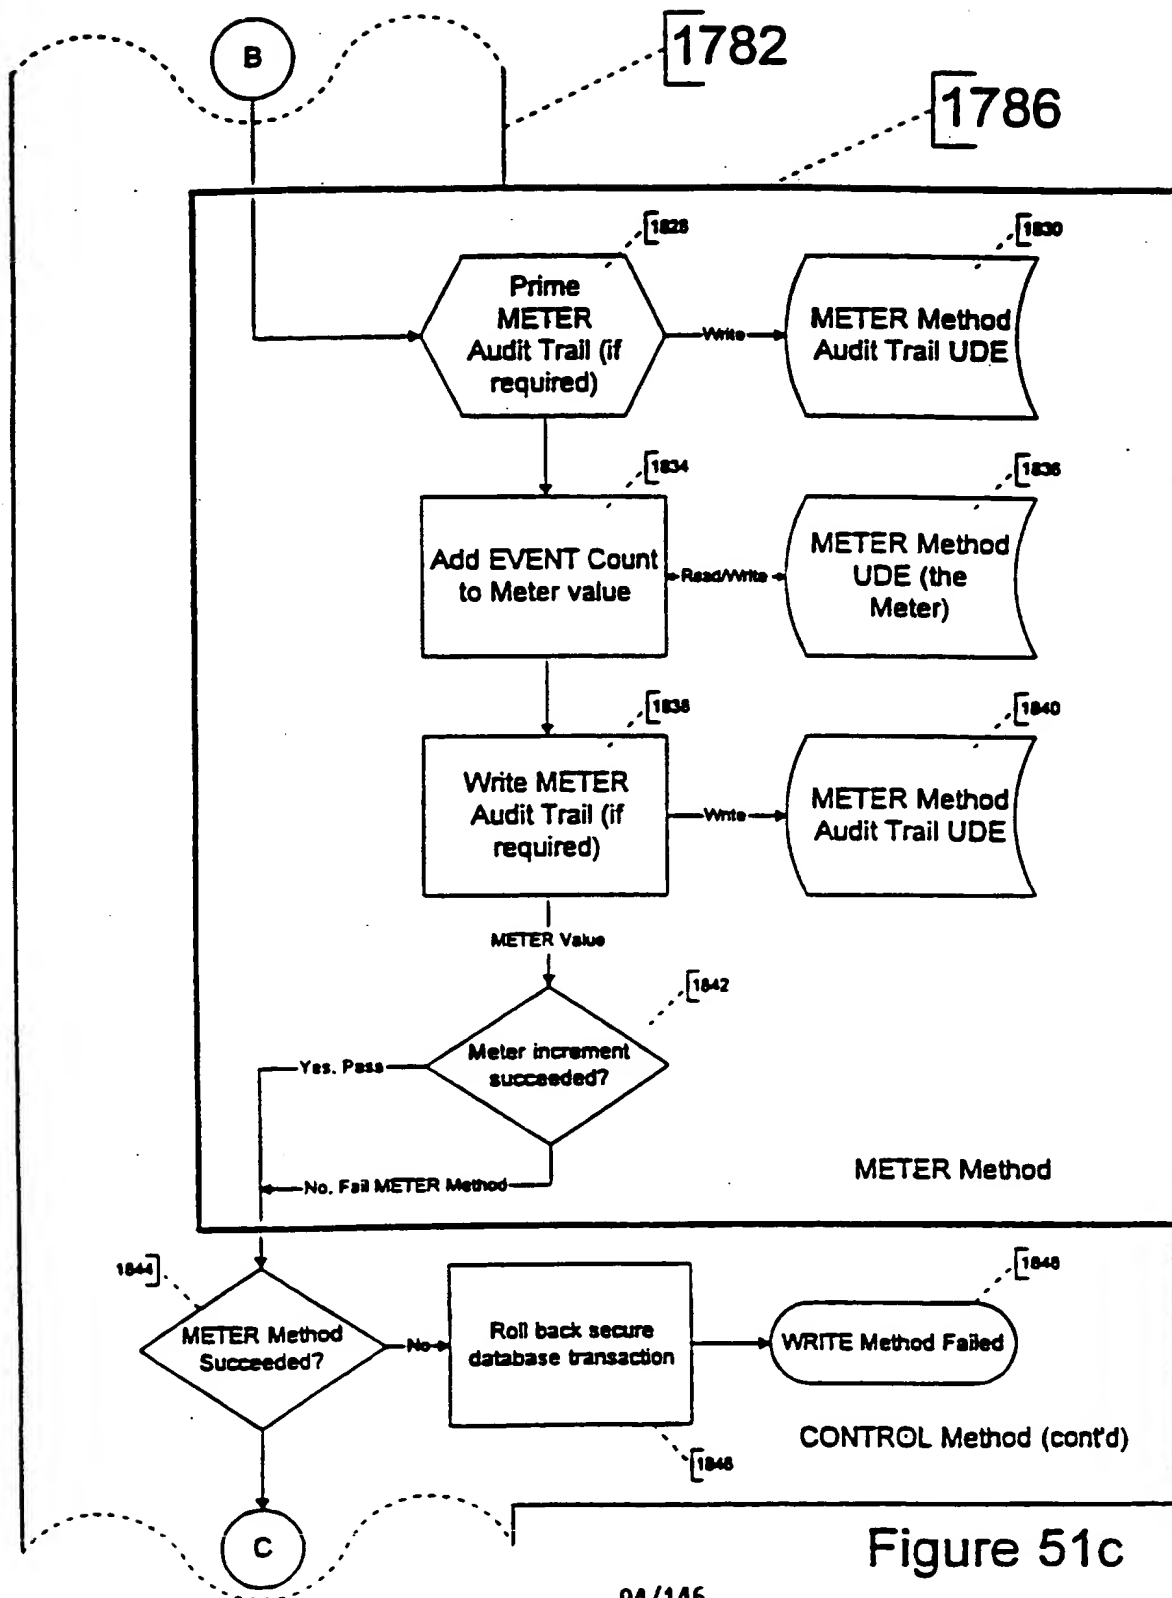 B
1782
1786
1828
1830
Prime
METER
Audit Trail (if
required)
Write
METER Method
Audit Trail UDE
1834
1836
Add EVENT Count
to Meter value
Read/Write
METER Method
UDE (the
Meter)
1838
1840
Write METER
Audit Trail (if
required)
Write
METER Method
Audit Trail UDE
METER Value
1842
Meter increment
succeeded?
Yes, Pass
No, Fail METER Method
METER Method
1844
1848
METER Method
Succeeded?
No
Roll back secure
database transaction
WRITE Method Failed
1846
CONTROL Method (cont'd)
C
Figure 51c
94/146